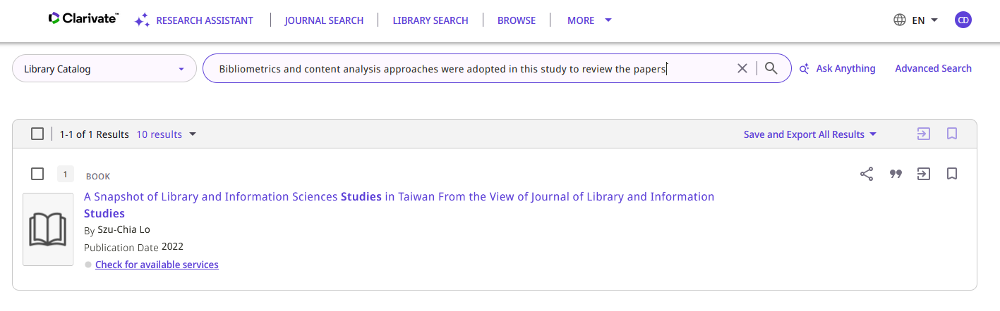 Clarivate™ RESEARCH ASSISTANT JOURNAL SEARCH LIBRARY SEARCH BROWSE MORE EN CD
Library Catalog Bibliometrics and content analysis approaches were adopted in this study to review the papers Ask Anything Advanced Search
1-1 of 1 Results 10 results Save and Export All Results
1 BOOK
A Snapshot of Library and Information Sciences Studies in Taiwan From the View of Journal of Library and Information
Studies
By Szu-Chia Lo
Publication Date 2022
Check for available services